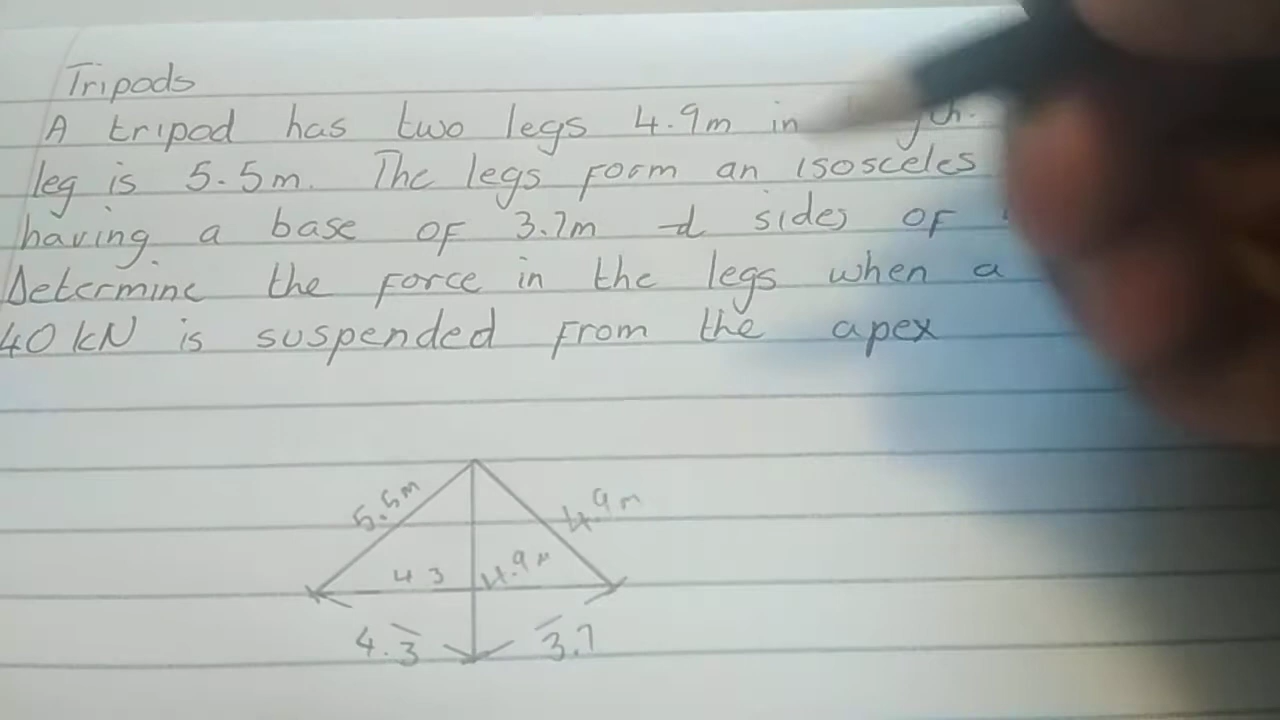 Tripods
A tripod has two legs 4.9m in
leg is 5.5m. The legs form an isosceles
having a base of 3.7m d sides of
Determine the force in the legs when a
40 kN is suspended from the apex
5.5m 4.9m
4 3 4.9m
4.3 3.7